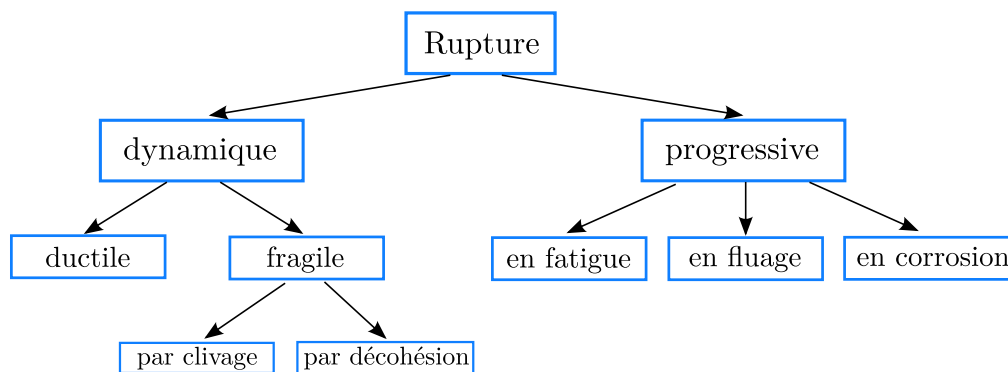 Rupture
dynamique
progressive
ductile
fragile
en fatigue
en fluage
en corrosion
par clivage
par décohésion